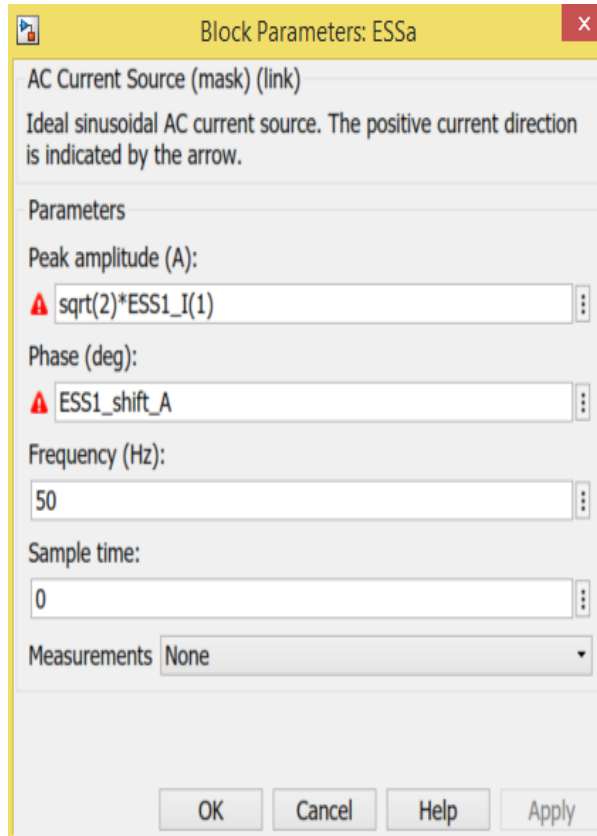 Block Parameters: ESSa
AC Current Source (mask) (link)
Ideal sinusoidal AC current source. The positive current direction
is indicated by the arrow.
Parameters
Peak amplitude (A):
sqrt(2)*ESS1_I(1)
Phase (deg):
ESS1_shift_A
Frequency (Hz):
50
Sample time:
0
Measurements None
OK Cancel Help Apply